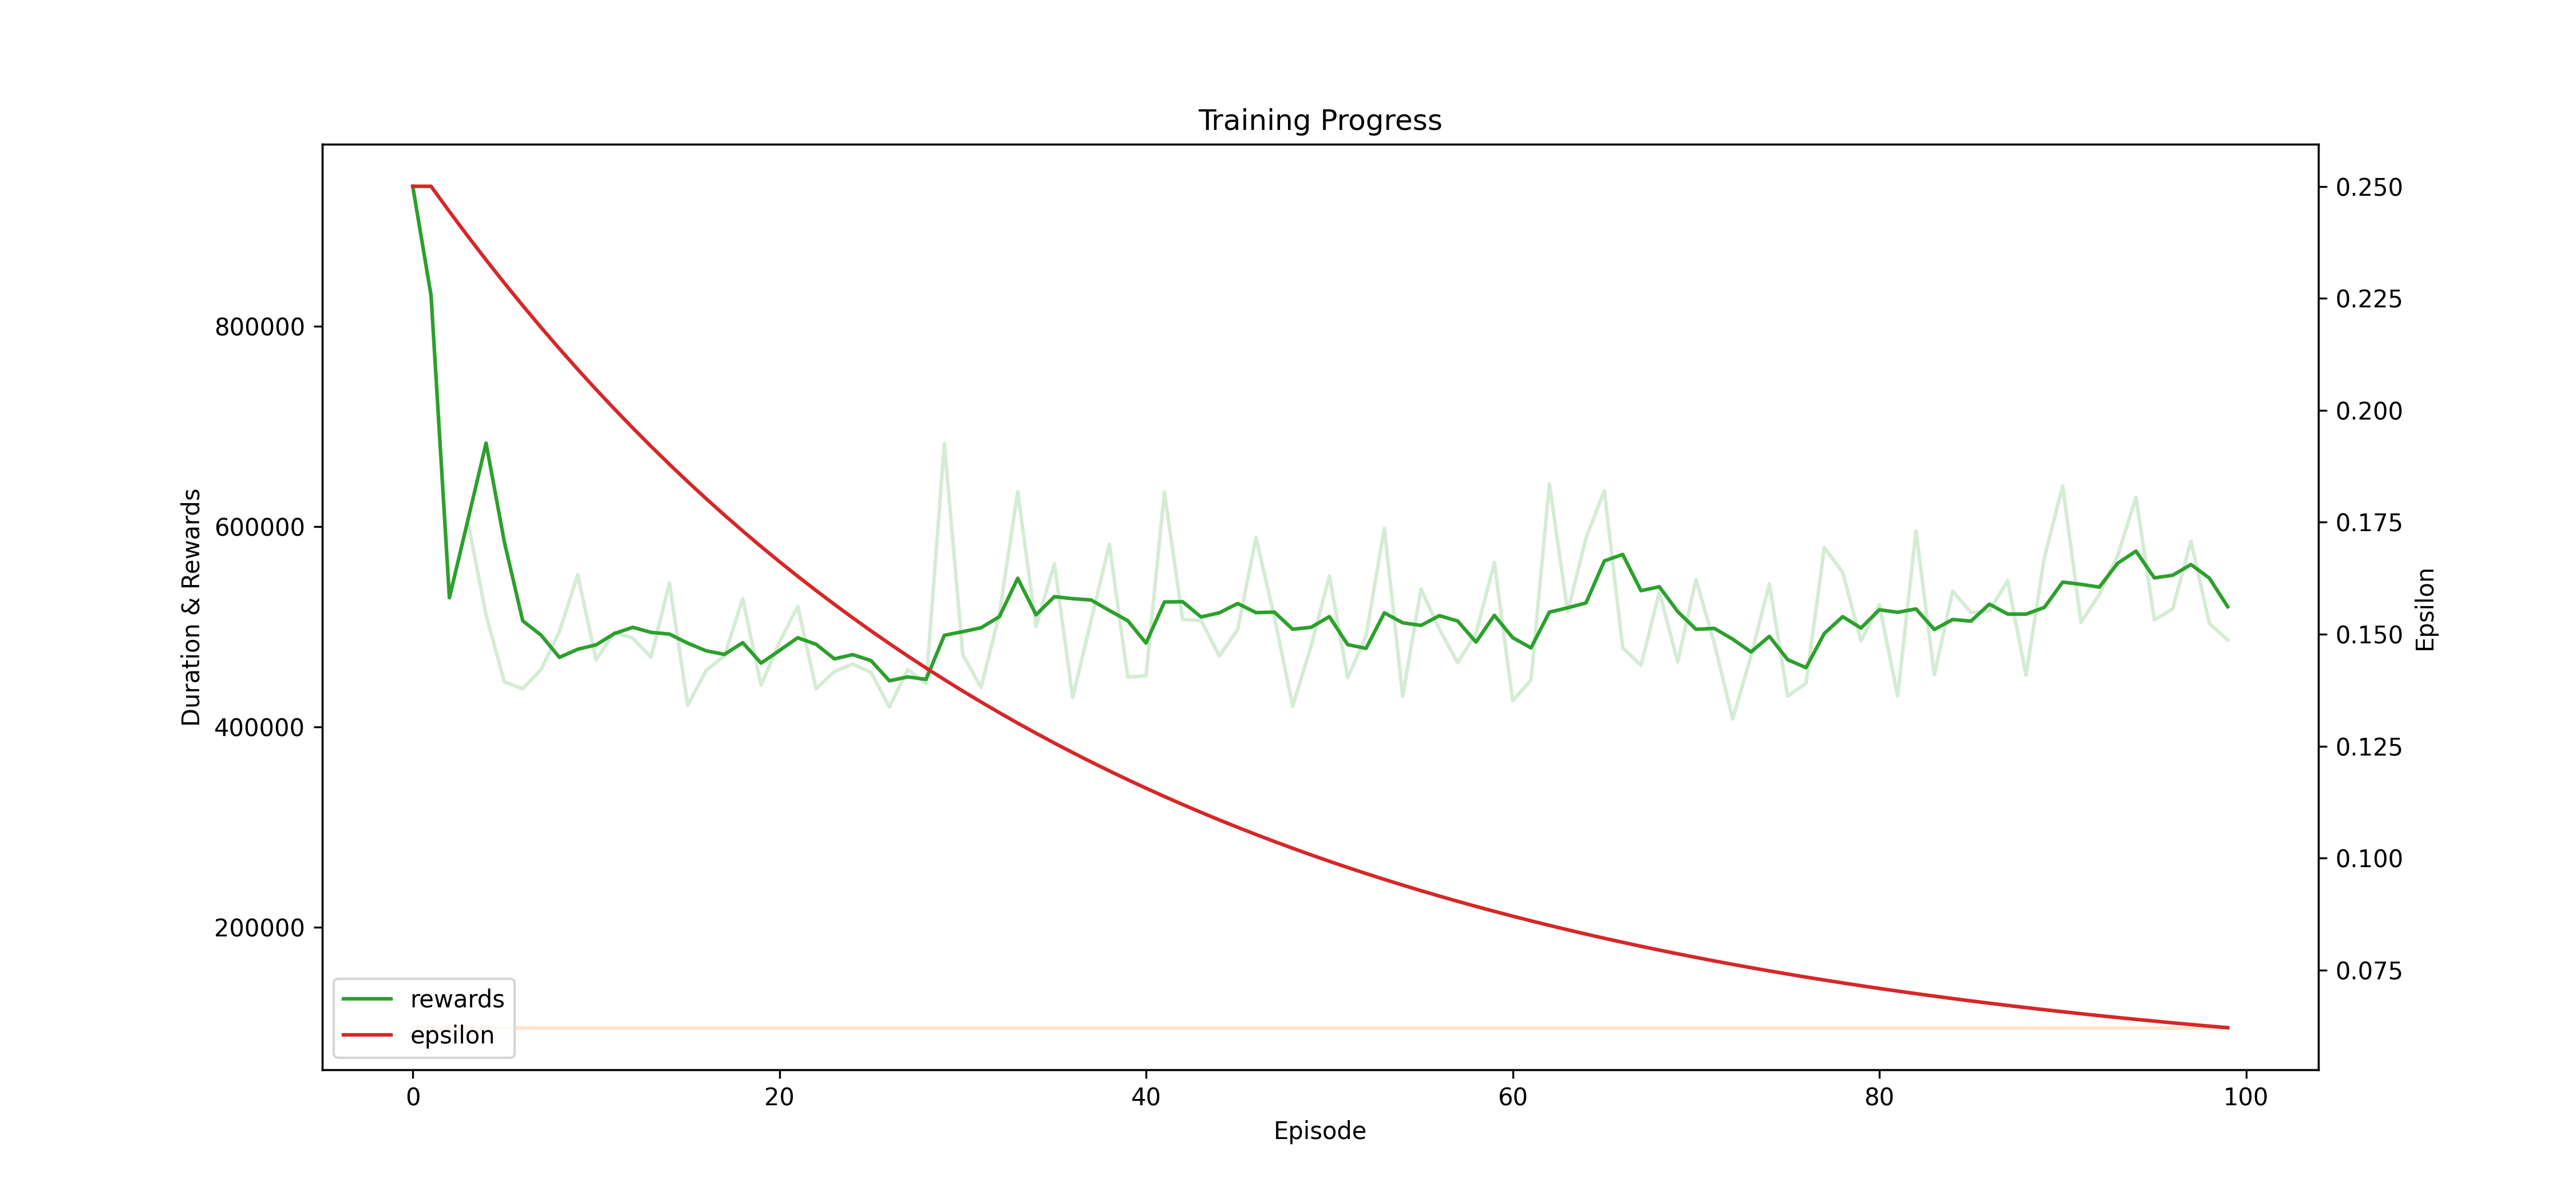 Training Progress
Duration & Rewards
800000
600000
400000
200000
0.250
0.225
0.200
0.175
0.150
0.125
0.100
0.075
Epsilon
rewards
epsilon
0 20 40 60 80 100
Episode